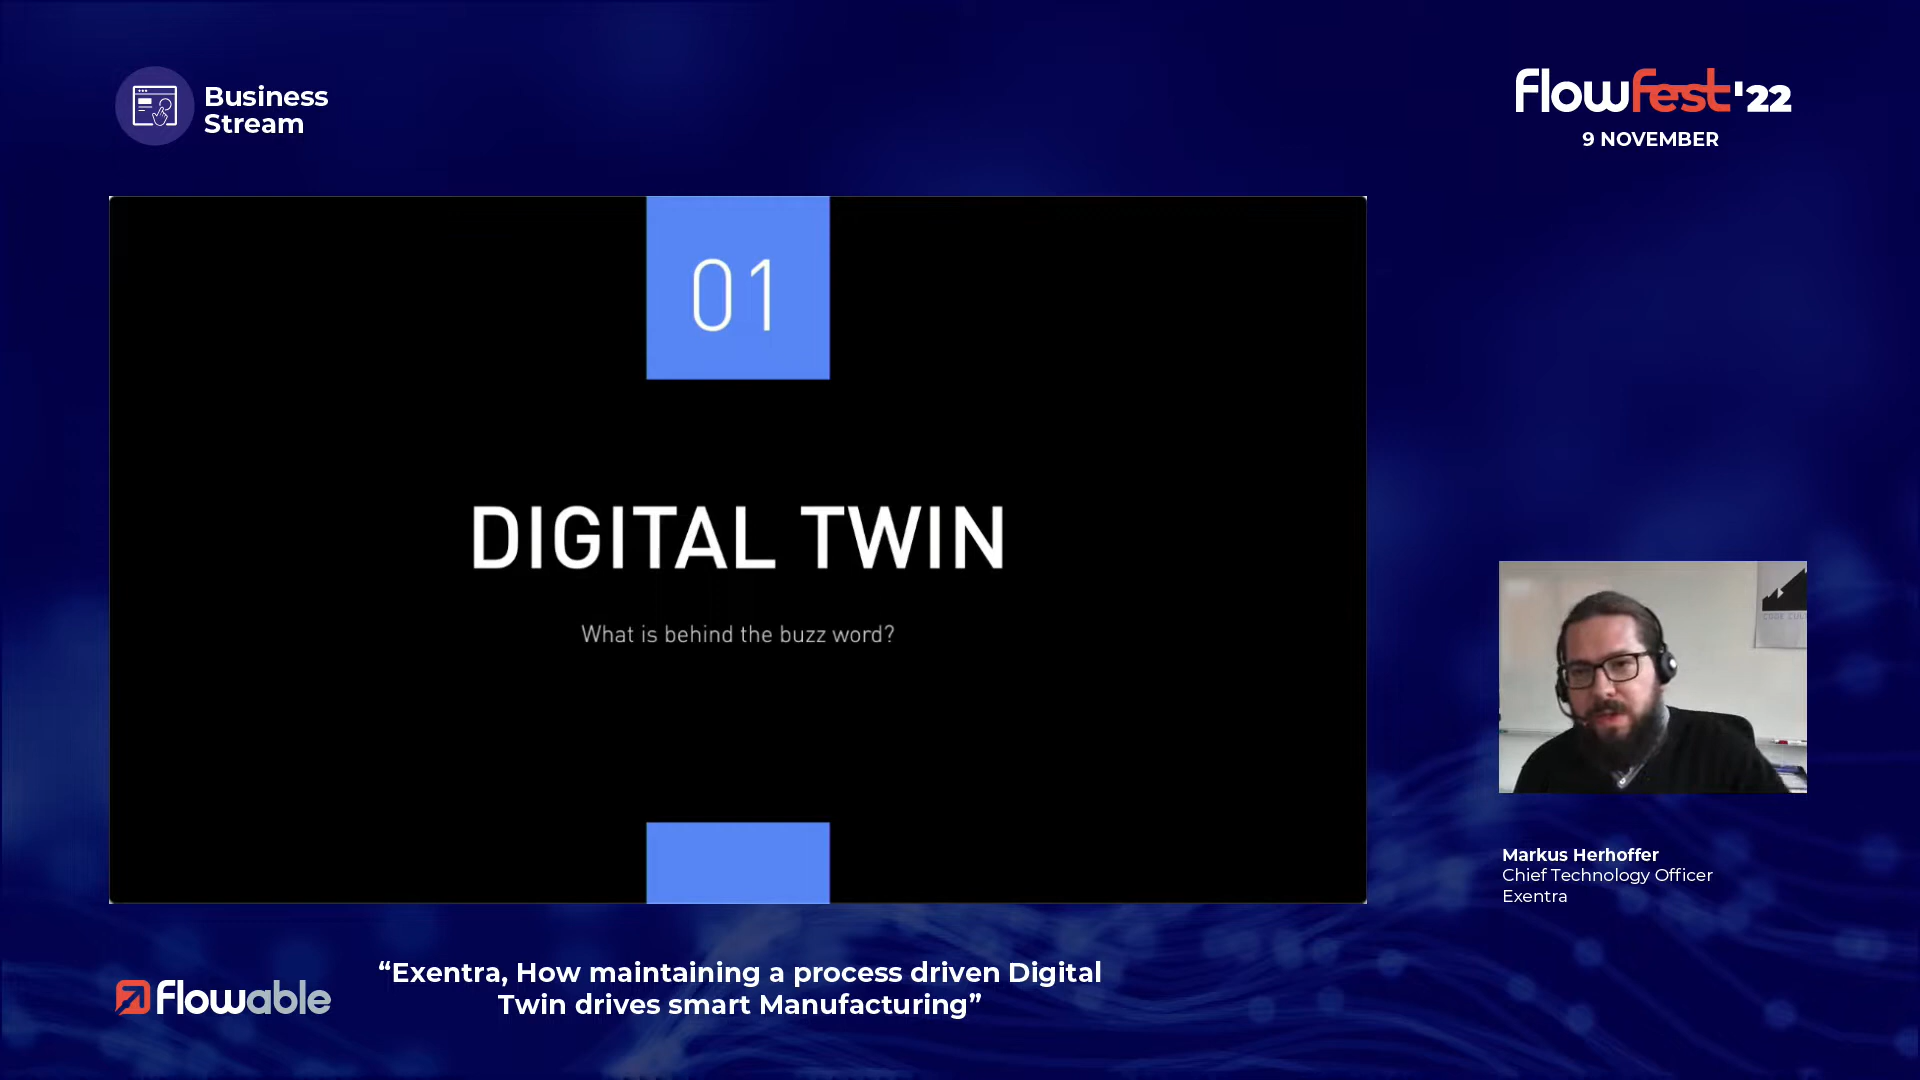 Business
Stream
flowfest'22
9 NOVEMBER
01
DIGITAL TWIN
What is behind the buzz word?
Markus Herhoffer
Chief Technology Officer
Exentra
flowable
“Exentra, How maintaining a process driven Digital
Twin drives smart Manufacturing”